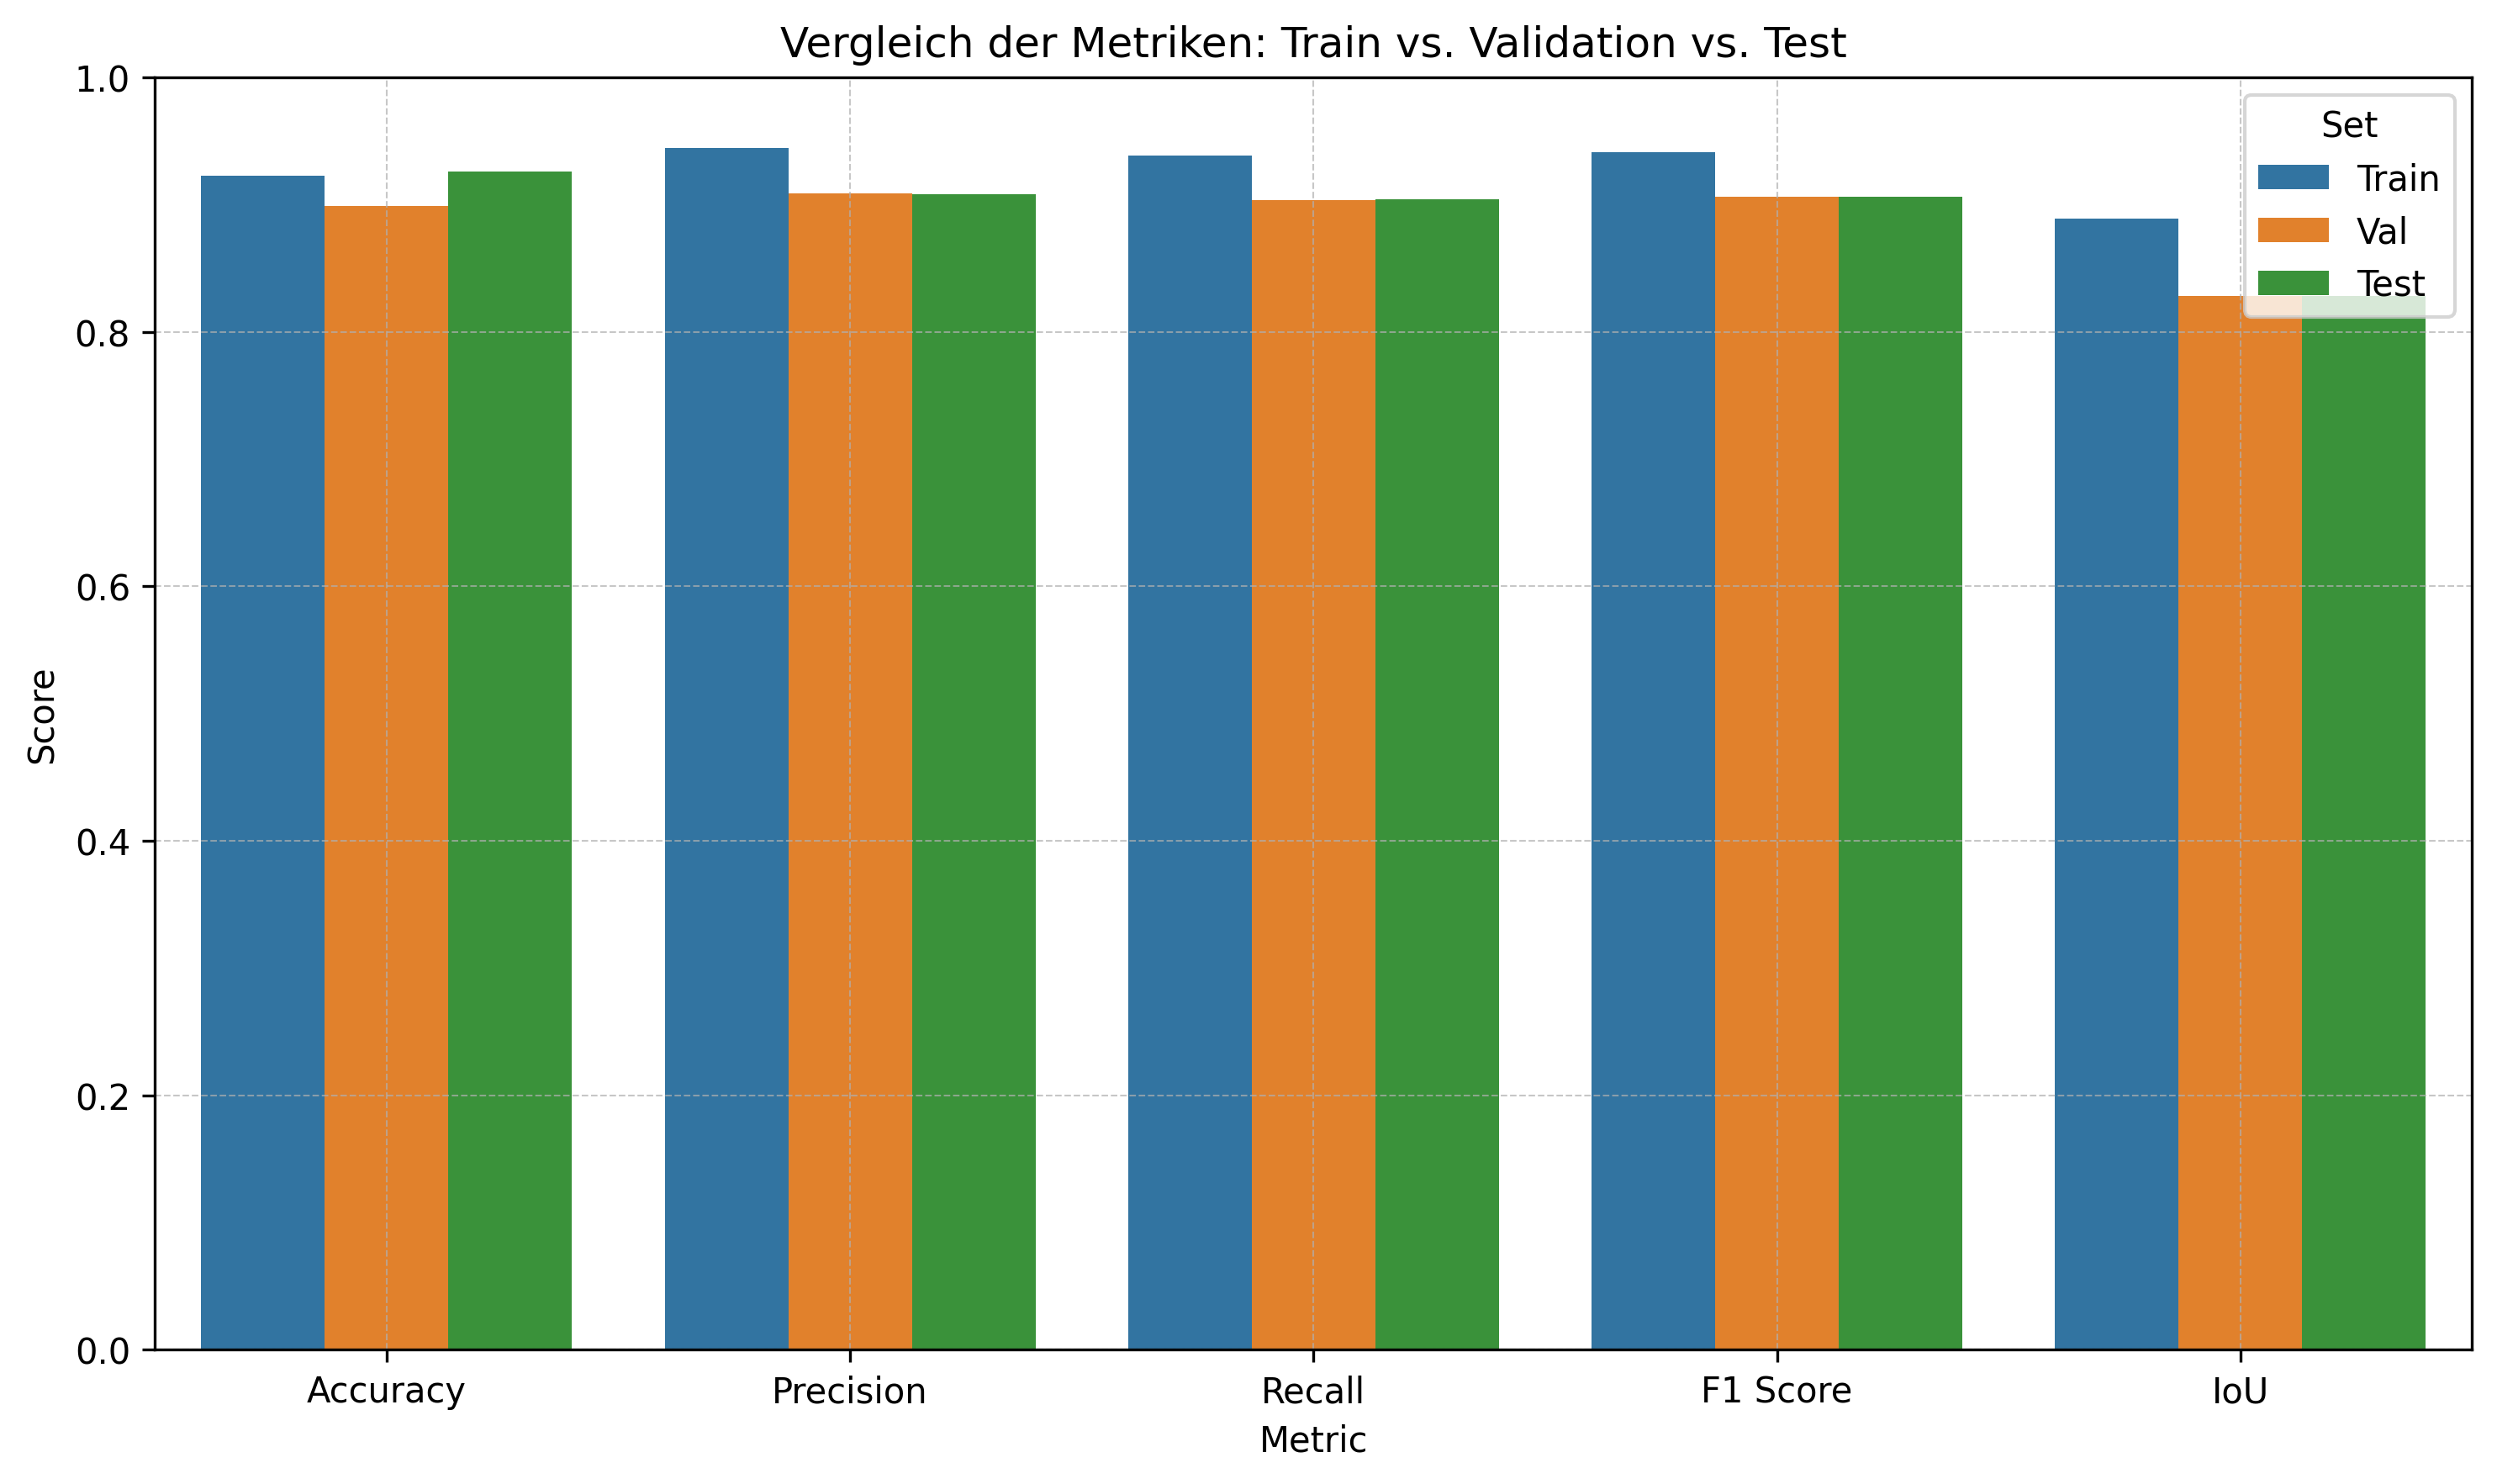 Vergleich der Metriken: Train vs. Validation vs. Test
1.0
0.8
0.6
0.4
0.2
0.0
Score
Set
Train
Val
Test
Accuracy Precision Recall F1 Score IoU
Metric